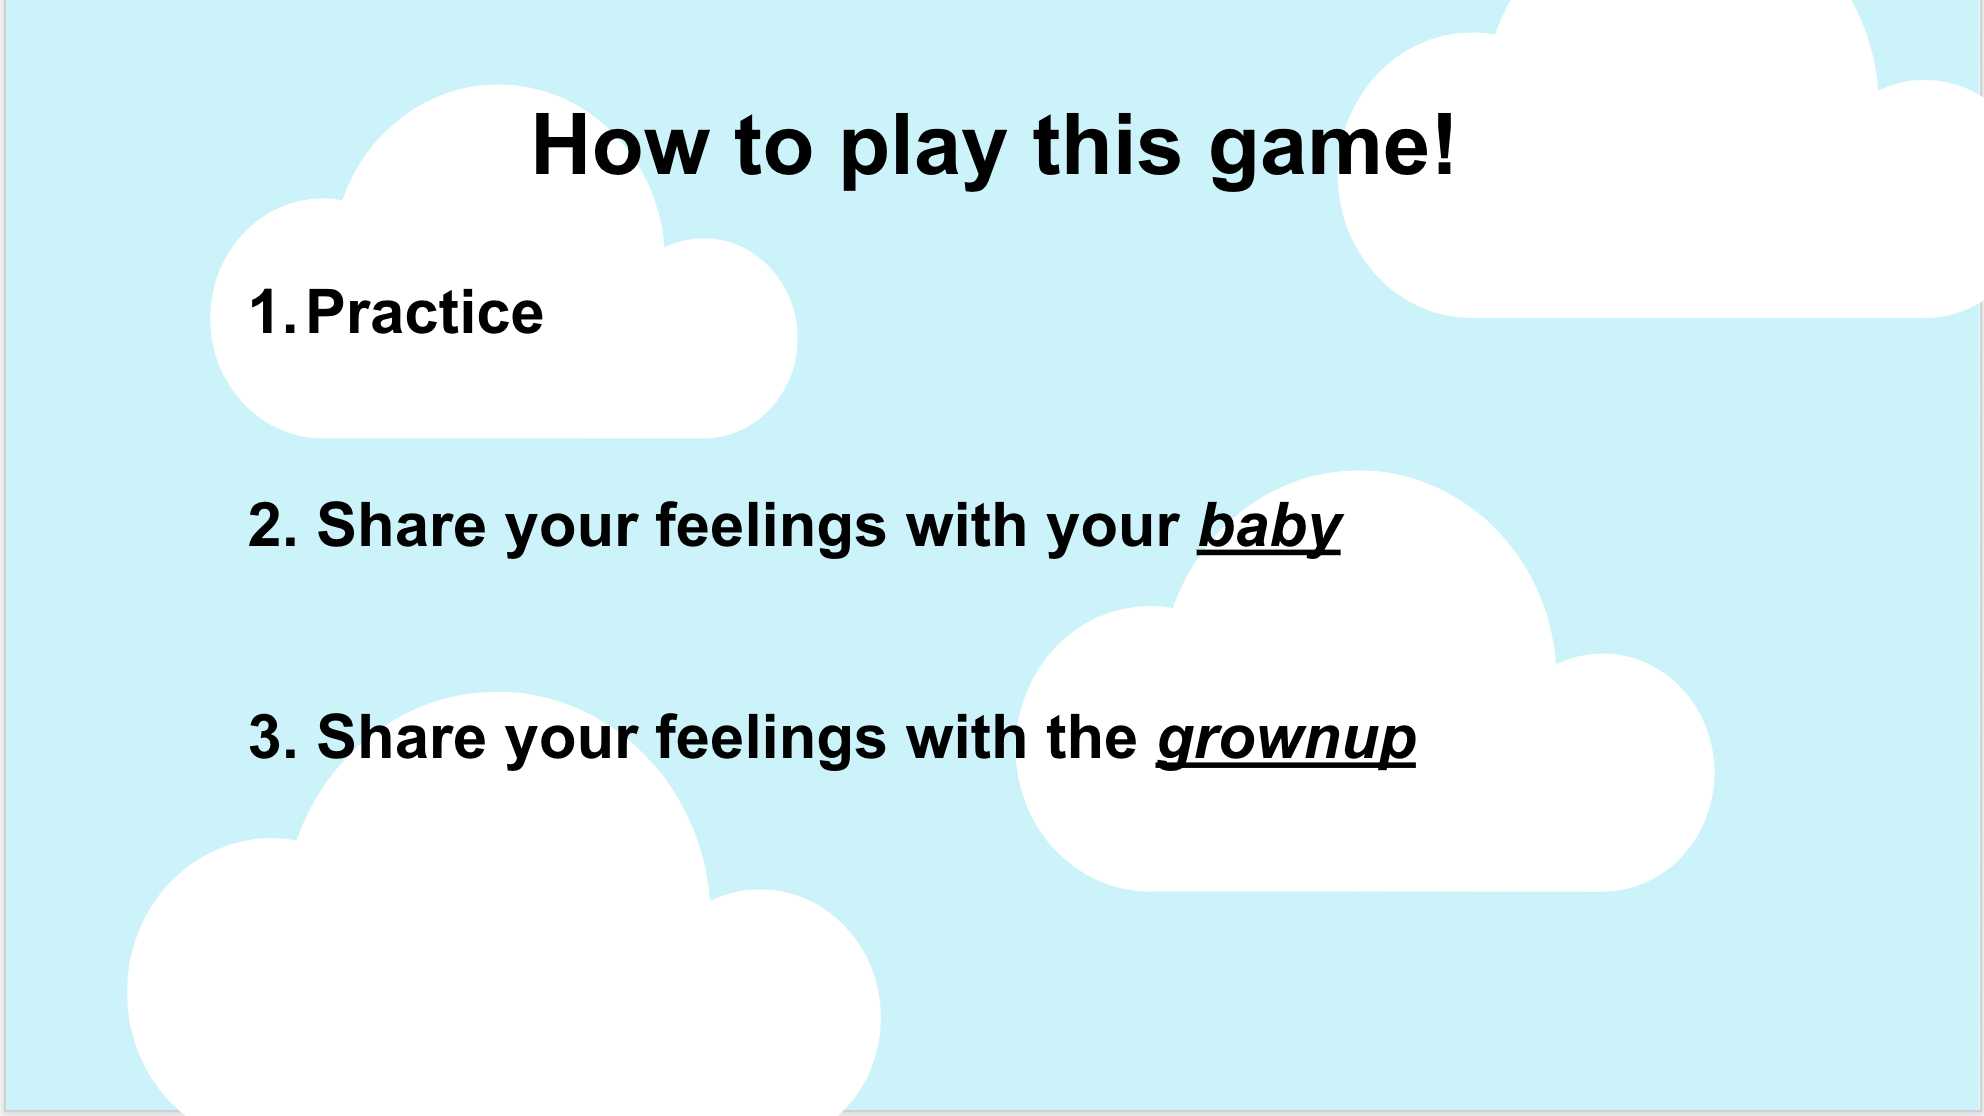 How to play this game!
1. Practice
2. Share your feelings with your baby
3. Share your feelings with the grownup